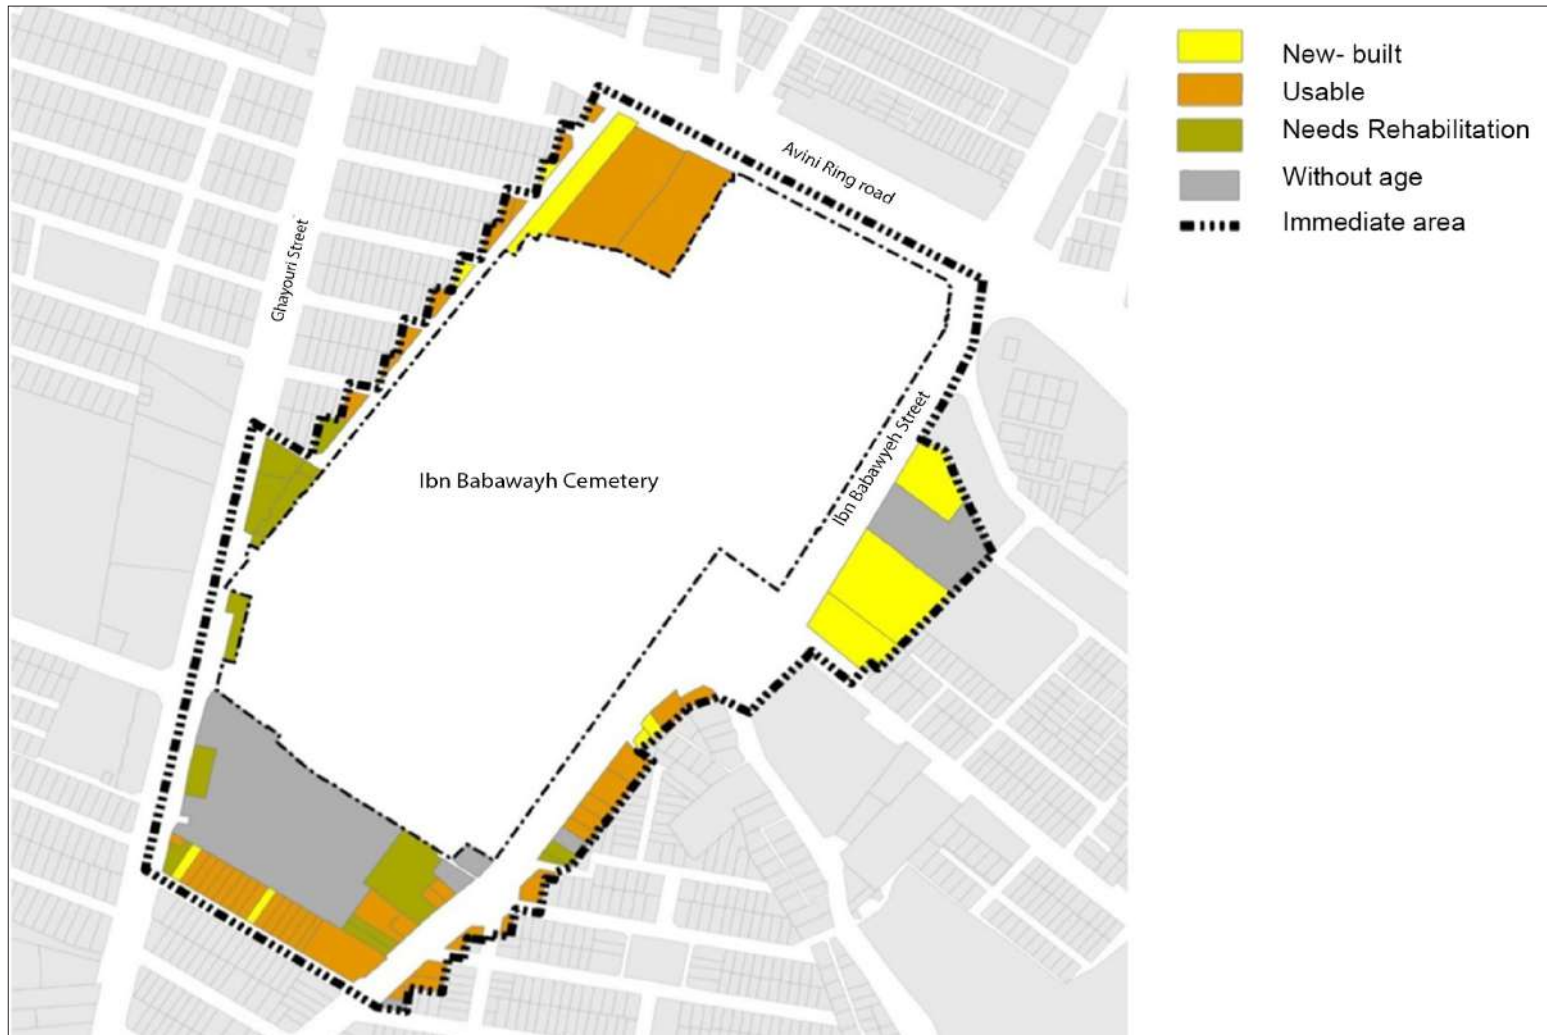 New- built
Usable
Needs Rehabilitation
Without age
Immediate area
Avini Ring road
Ghayouri Street
Ibn Babawyeh Street
Ibn Babawayh Cemetery